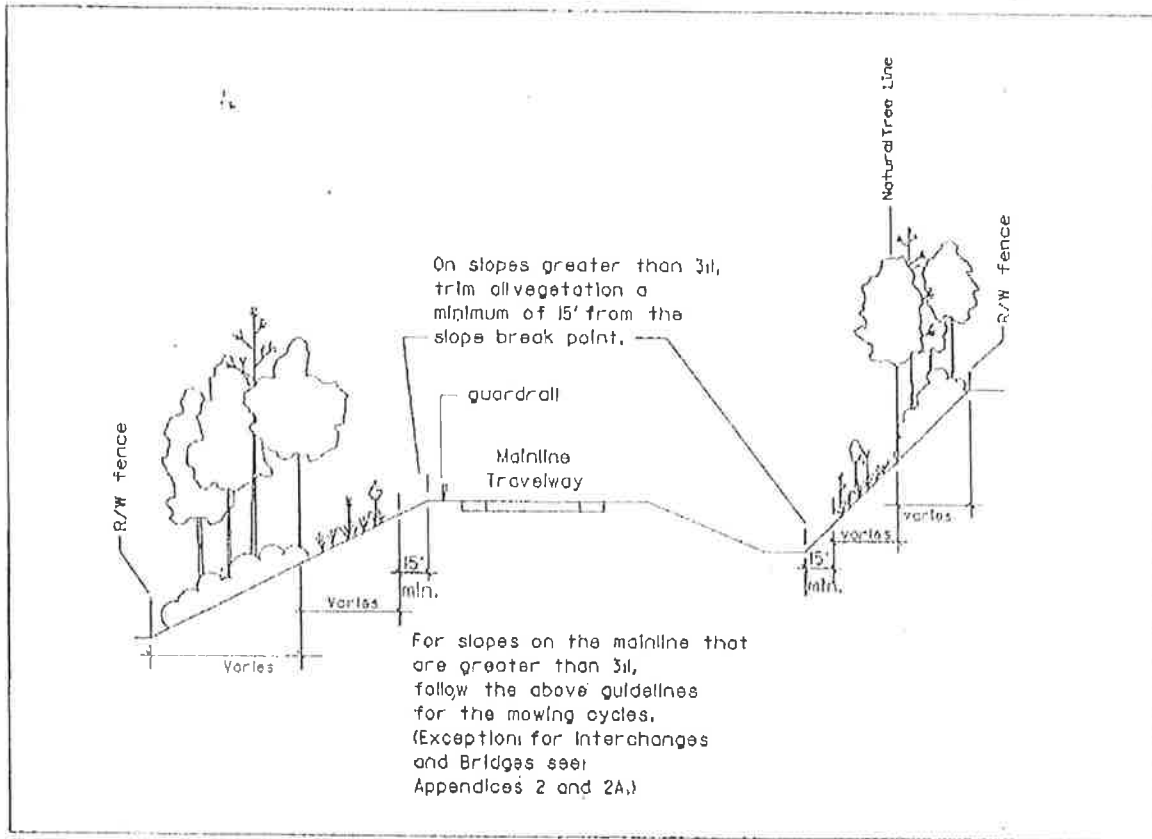 Natural Tree Line
R/W fence
On slopes greater than 3:1,
trim all vegetation a
minimum of 15' from the
slope break point.
guardrail
Mainline
Travelway
R/W fence
varies
varies
15'
min.
15'
min.
Varies
Varies
For slopes on the mainline that
are greater than 3:1,
follow the above guidelines
for the mowing cycles.
(Exception: for Interchanges
and Bridges see:
Appendices 2 and 2A.)